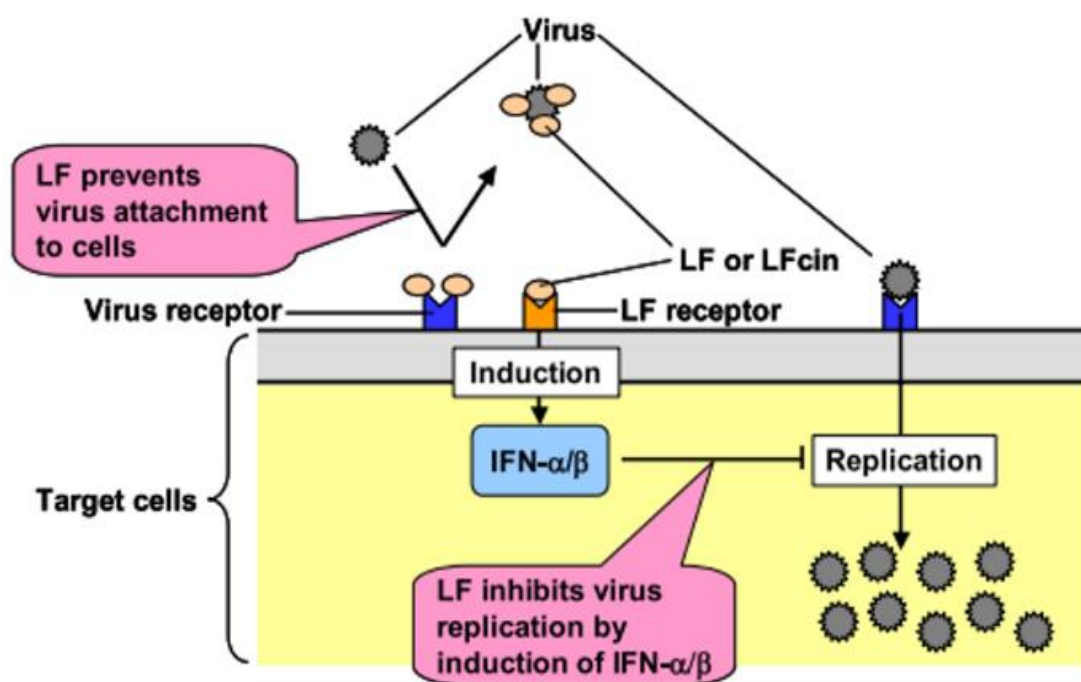 Virus
LF prevents
virus attachment
to cells
LF or LFcin
Virus receptor
LF receptor
Induction
IFN-α/β
Replication
Target cells
LF inhibits virus
replication by
induction of IFN-α/β